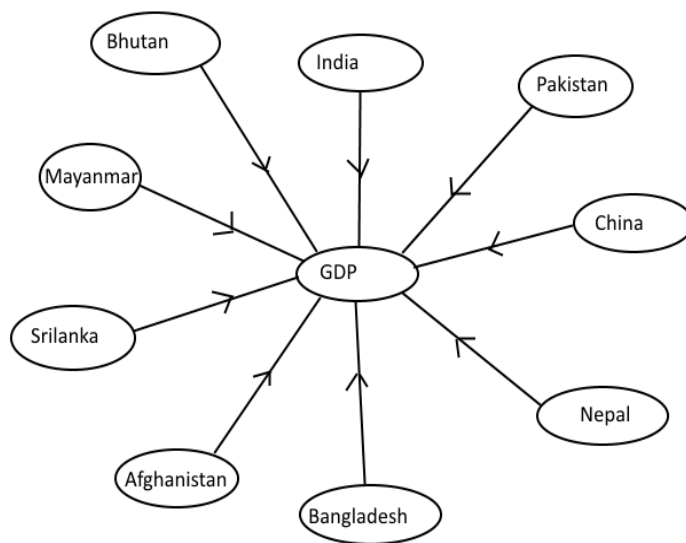 Bhutan
India
Pakistan
Mayanmar
China
GDP
Srilanka
Nepal
Afghanistan
Bangladesh